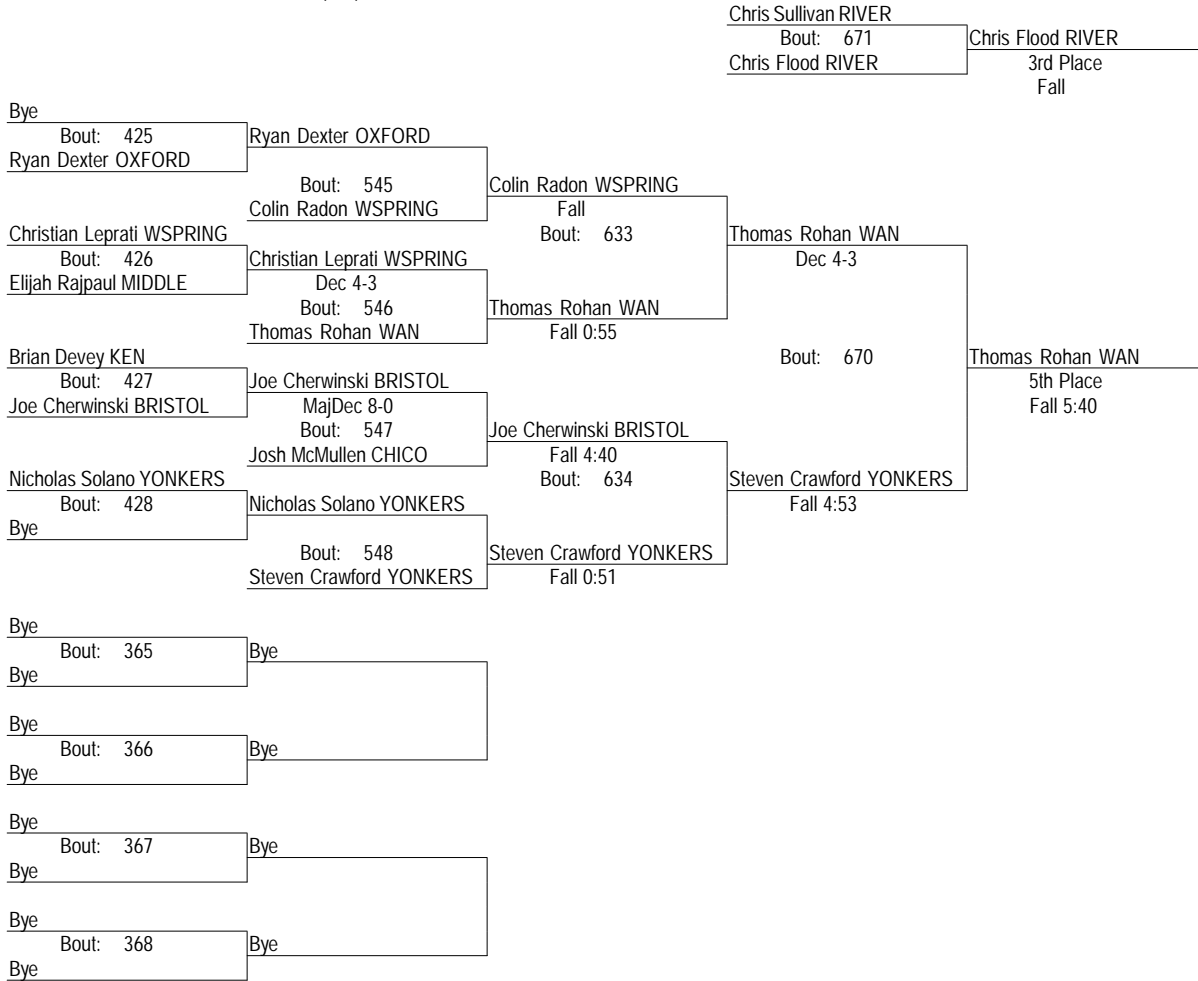 Chris Sullivan RIVER
Bout: 671 Chris Flood RIVER
Chris Flood RIVER 3rd Place
Fall
Bye
Bout: 425 Ryan Dexter OXFORD
Ryan Dexter OXFORD
Bout: 545 Colin Radon WSPRING
Colin Radon WSPRING Fall
Christian Leprati WSPRING Bout: 633 Thomas Rohan WAN
Bout: 426 Christian Leprati WSPRING Dec 4-3
Elijah Rajpaul MIDDLE Dec 4-3
Bout: 546 Thomas Rohan WAN
Thomas Rohan WAN Fall 0:55
Brian Devey KEN Bout: 670 Thomas Rohan WAN
Bout: 427 Joe Cherwinski BRISTOL 5th Place
Joe Cherwinski BRISTOL MajDec 8-0 Fall 5:40
Bout: 547 Joe Cherwinski BRISTOL
Josh McMullen CHICO Fall 4:40
Nicholas Solano YONKERS Bout: 634 Steven Crawford YONKERS
Bout: 428 Nicholas Solano YONKERS Fall 4:53
Bye
Bout: 548 Steven Crawford YONKERS
Steven Crawford YONKERS Fall 0:51
Bye
Bout: 365 Bye
Bye
Bye
Bout: 366 Bye
Bye
Bye
Bout: 367 Bye
Bye
Bye
Bout: 368 Bye
Bye